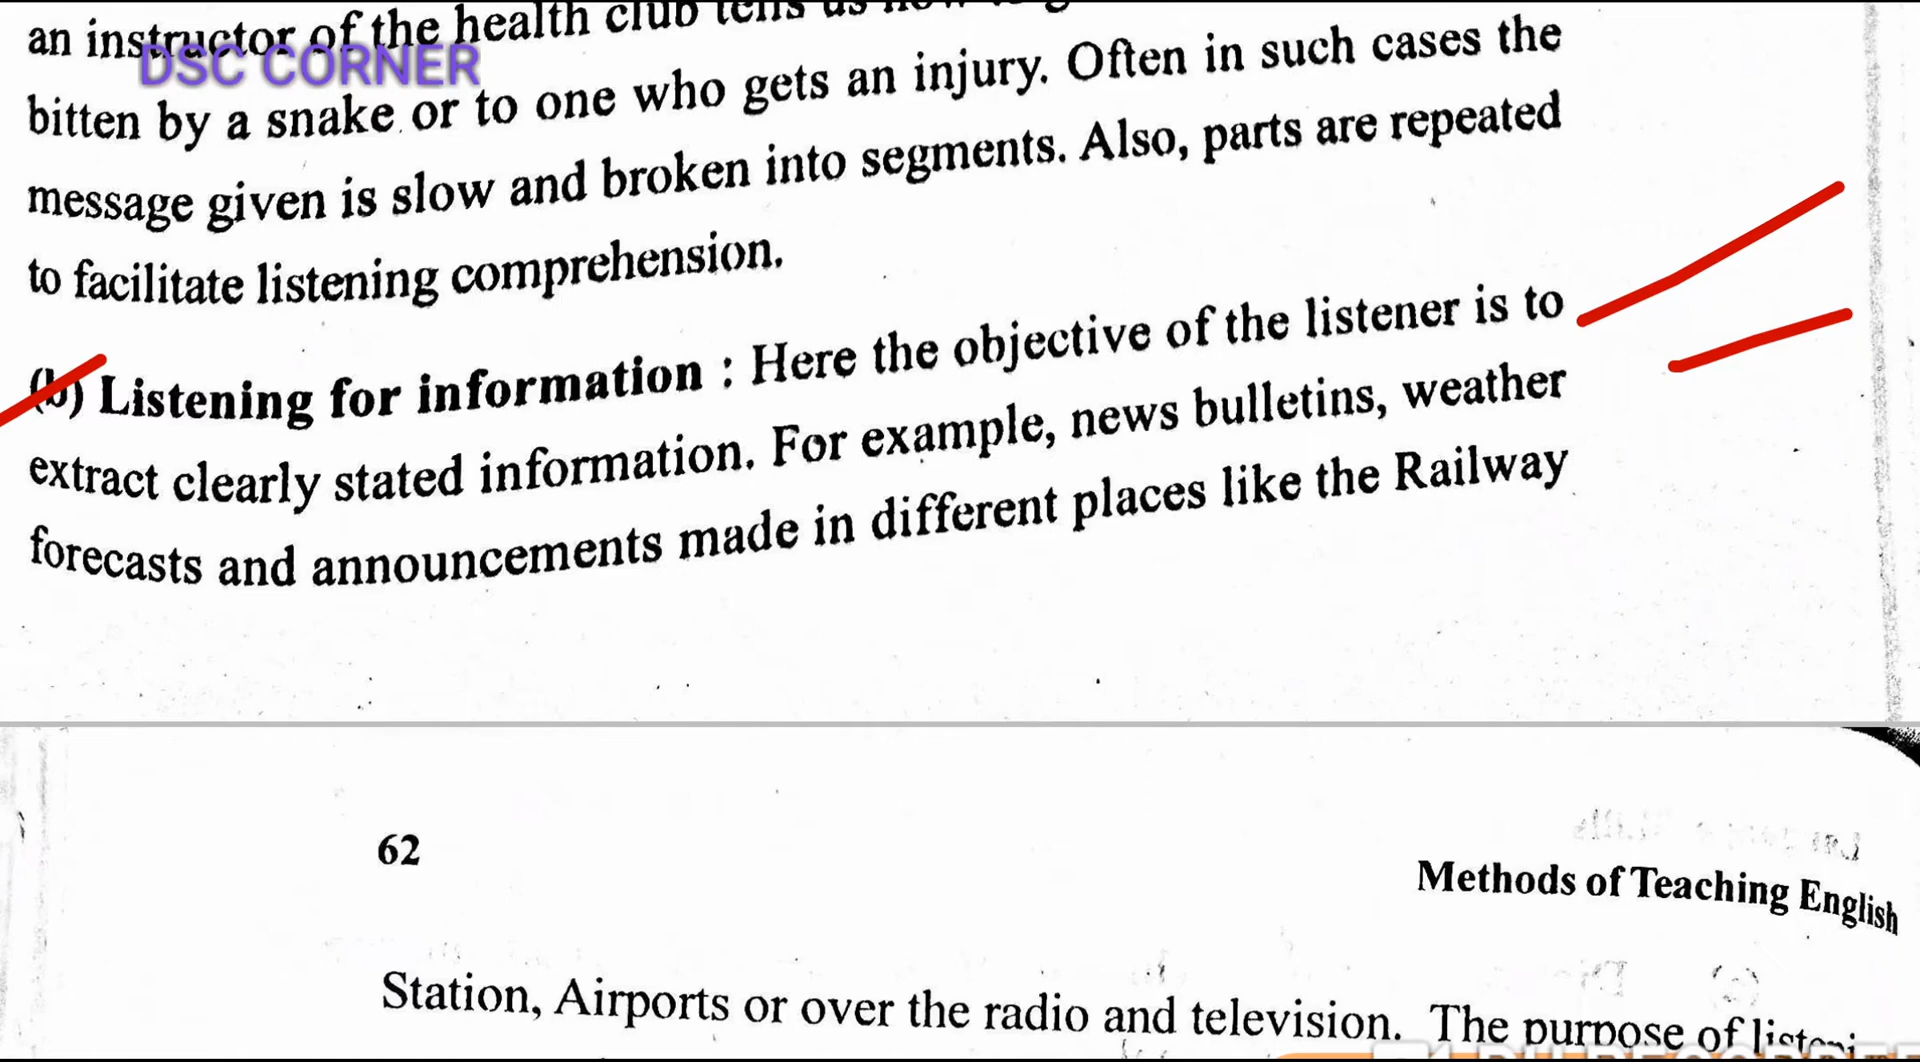 an instructor of the health club tells us
DSC CORNER
bitten by a snake or to one who gets an injury. Often in such cases the
message given is slow and broken into segments. Also, parts are repeated
to facilitate listening comprehension.
(b) Listening for information : Here the objective of the listener is to
extract clearly stated information. For example, news bulletins, weather
forecasts and announcements made in different places like the Railway
62
Methods of Teaching English
Station, Airports or over the radio and television. The purpose of